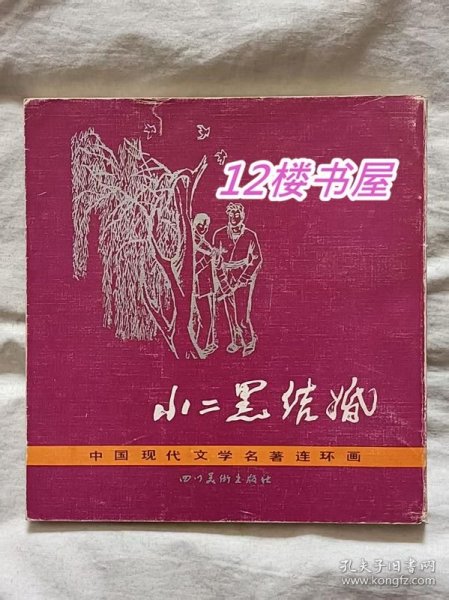 12楼书屋
小二黑结婚
中国现代文学名著连环画
四川美术出版社
孔夫子旧书网
www.kongfz.com